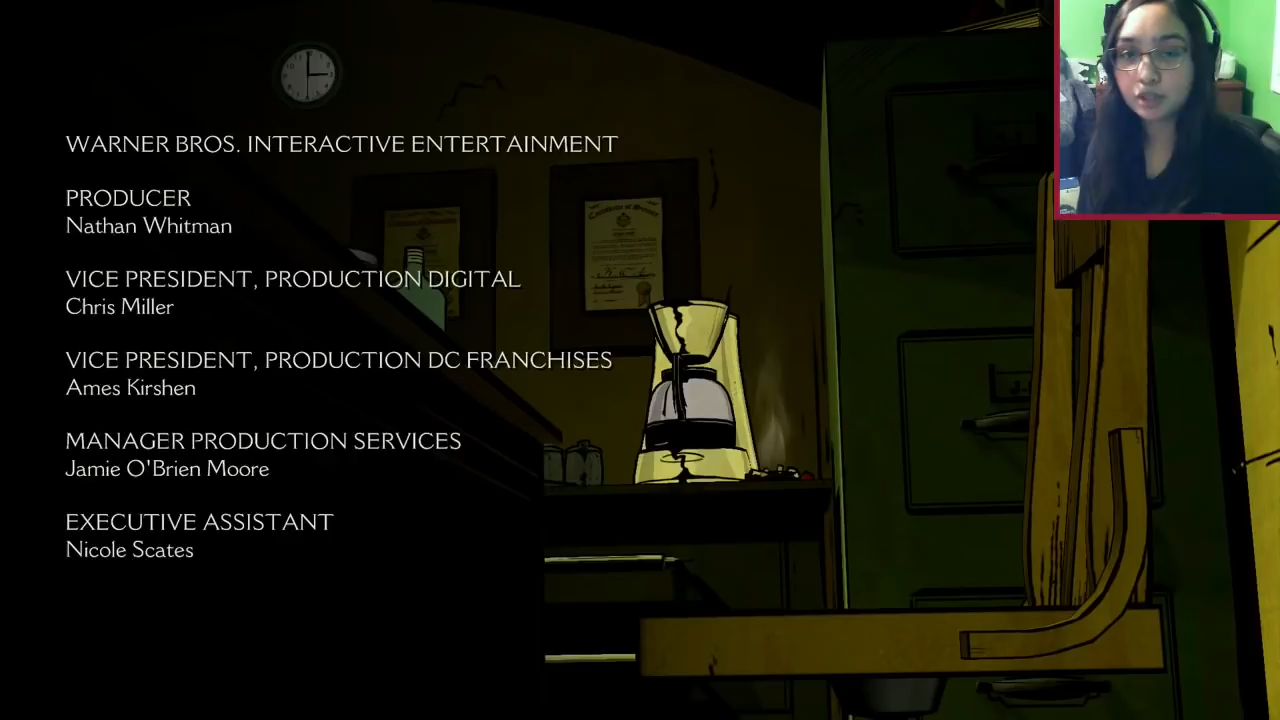 WARNER BROS. INTERACTIVE ENTERTAINMENT
PRODUCER
Nathan Whitman
VICE PRESIDENT, PRODUCTION DIGITAL
Chris Miller
VICE PRESIDENT, PRODUCTION DC FRANCHISES
Ames Kirshen
MANAGER PRODUCTION SERVICES
Jamie O'Brien Moore
EXECUTIVE ASSISTANT
Nicole Scates